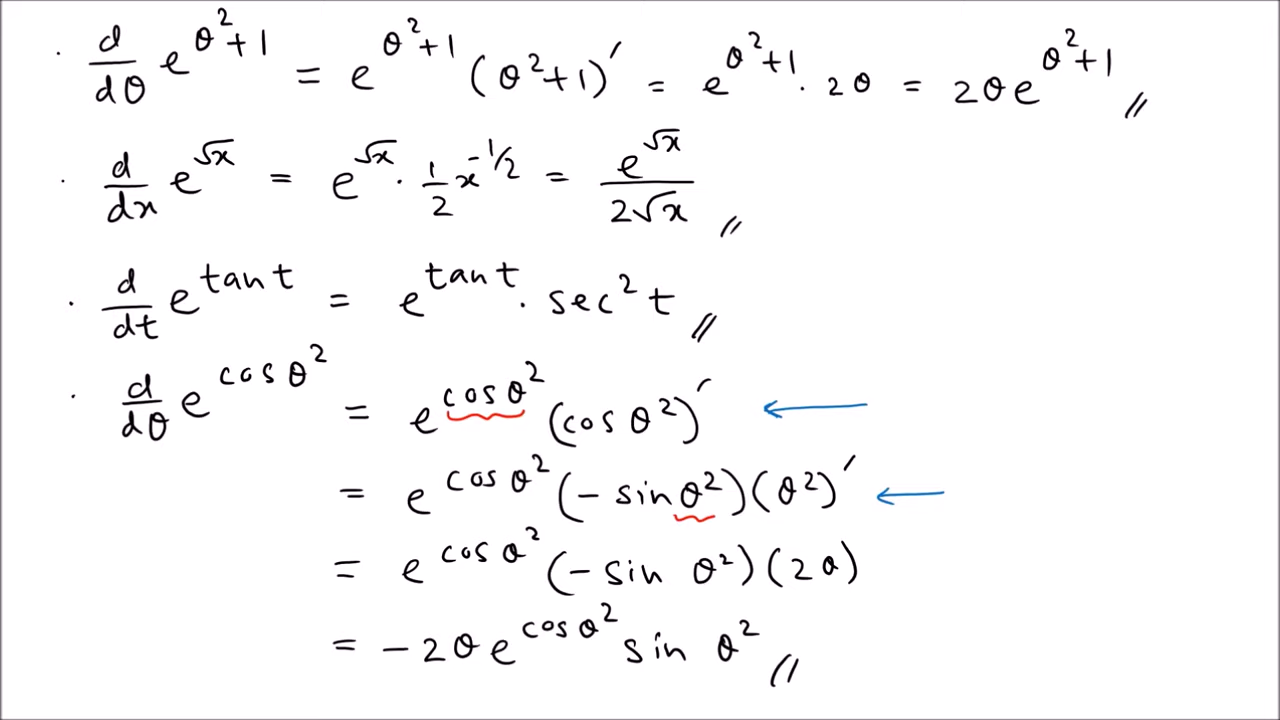 · d/dθ e^(θ²+1) = e^(θ²+1) (θ²+1)′ = e^(θ²+1) · 2θ = 2θe^(θ²+1) //
· d/dx e^(√x) = e^(√x) · 1/2 x^(-1/2) = e^(√x)/(2√x) //
· d/dt e^(tan t) = e^(tan t) · sec² t //
· d/dθ e^(cos θ²) = e^(cos θ²) (cos θ²)′ ←
= e^(cos θ²) (- sin θ²)(θ²)′ ←
= e^(cos θ²) (- sin θ²)(2θ)
= - 2θ e^(cos θ²) sin θ² //